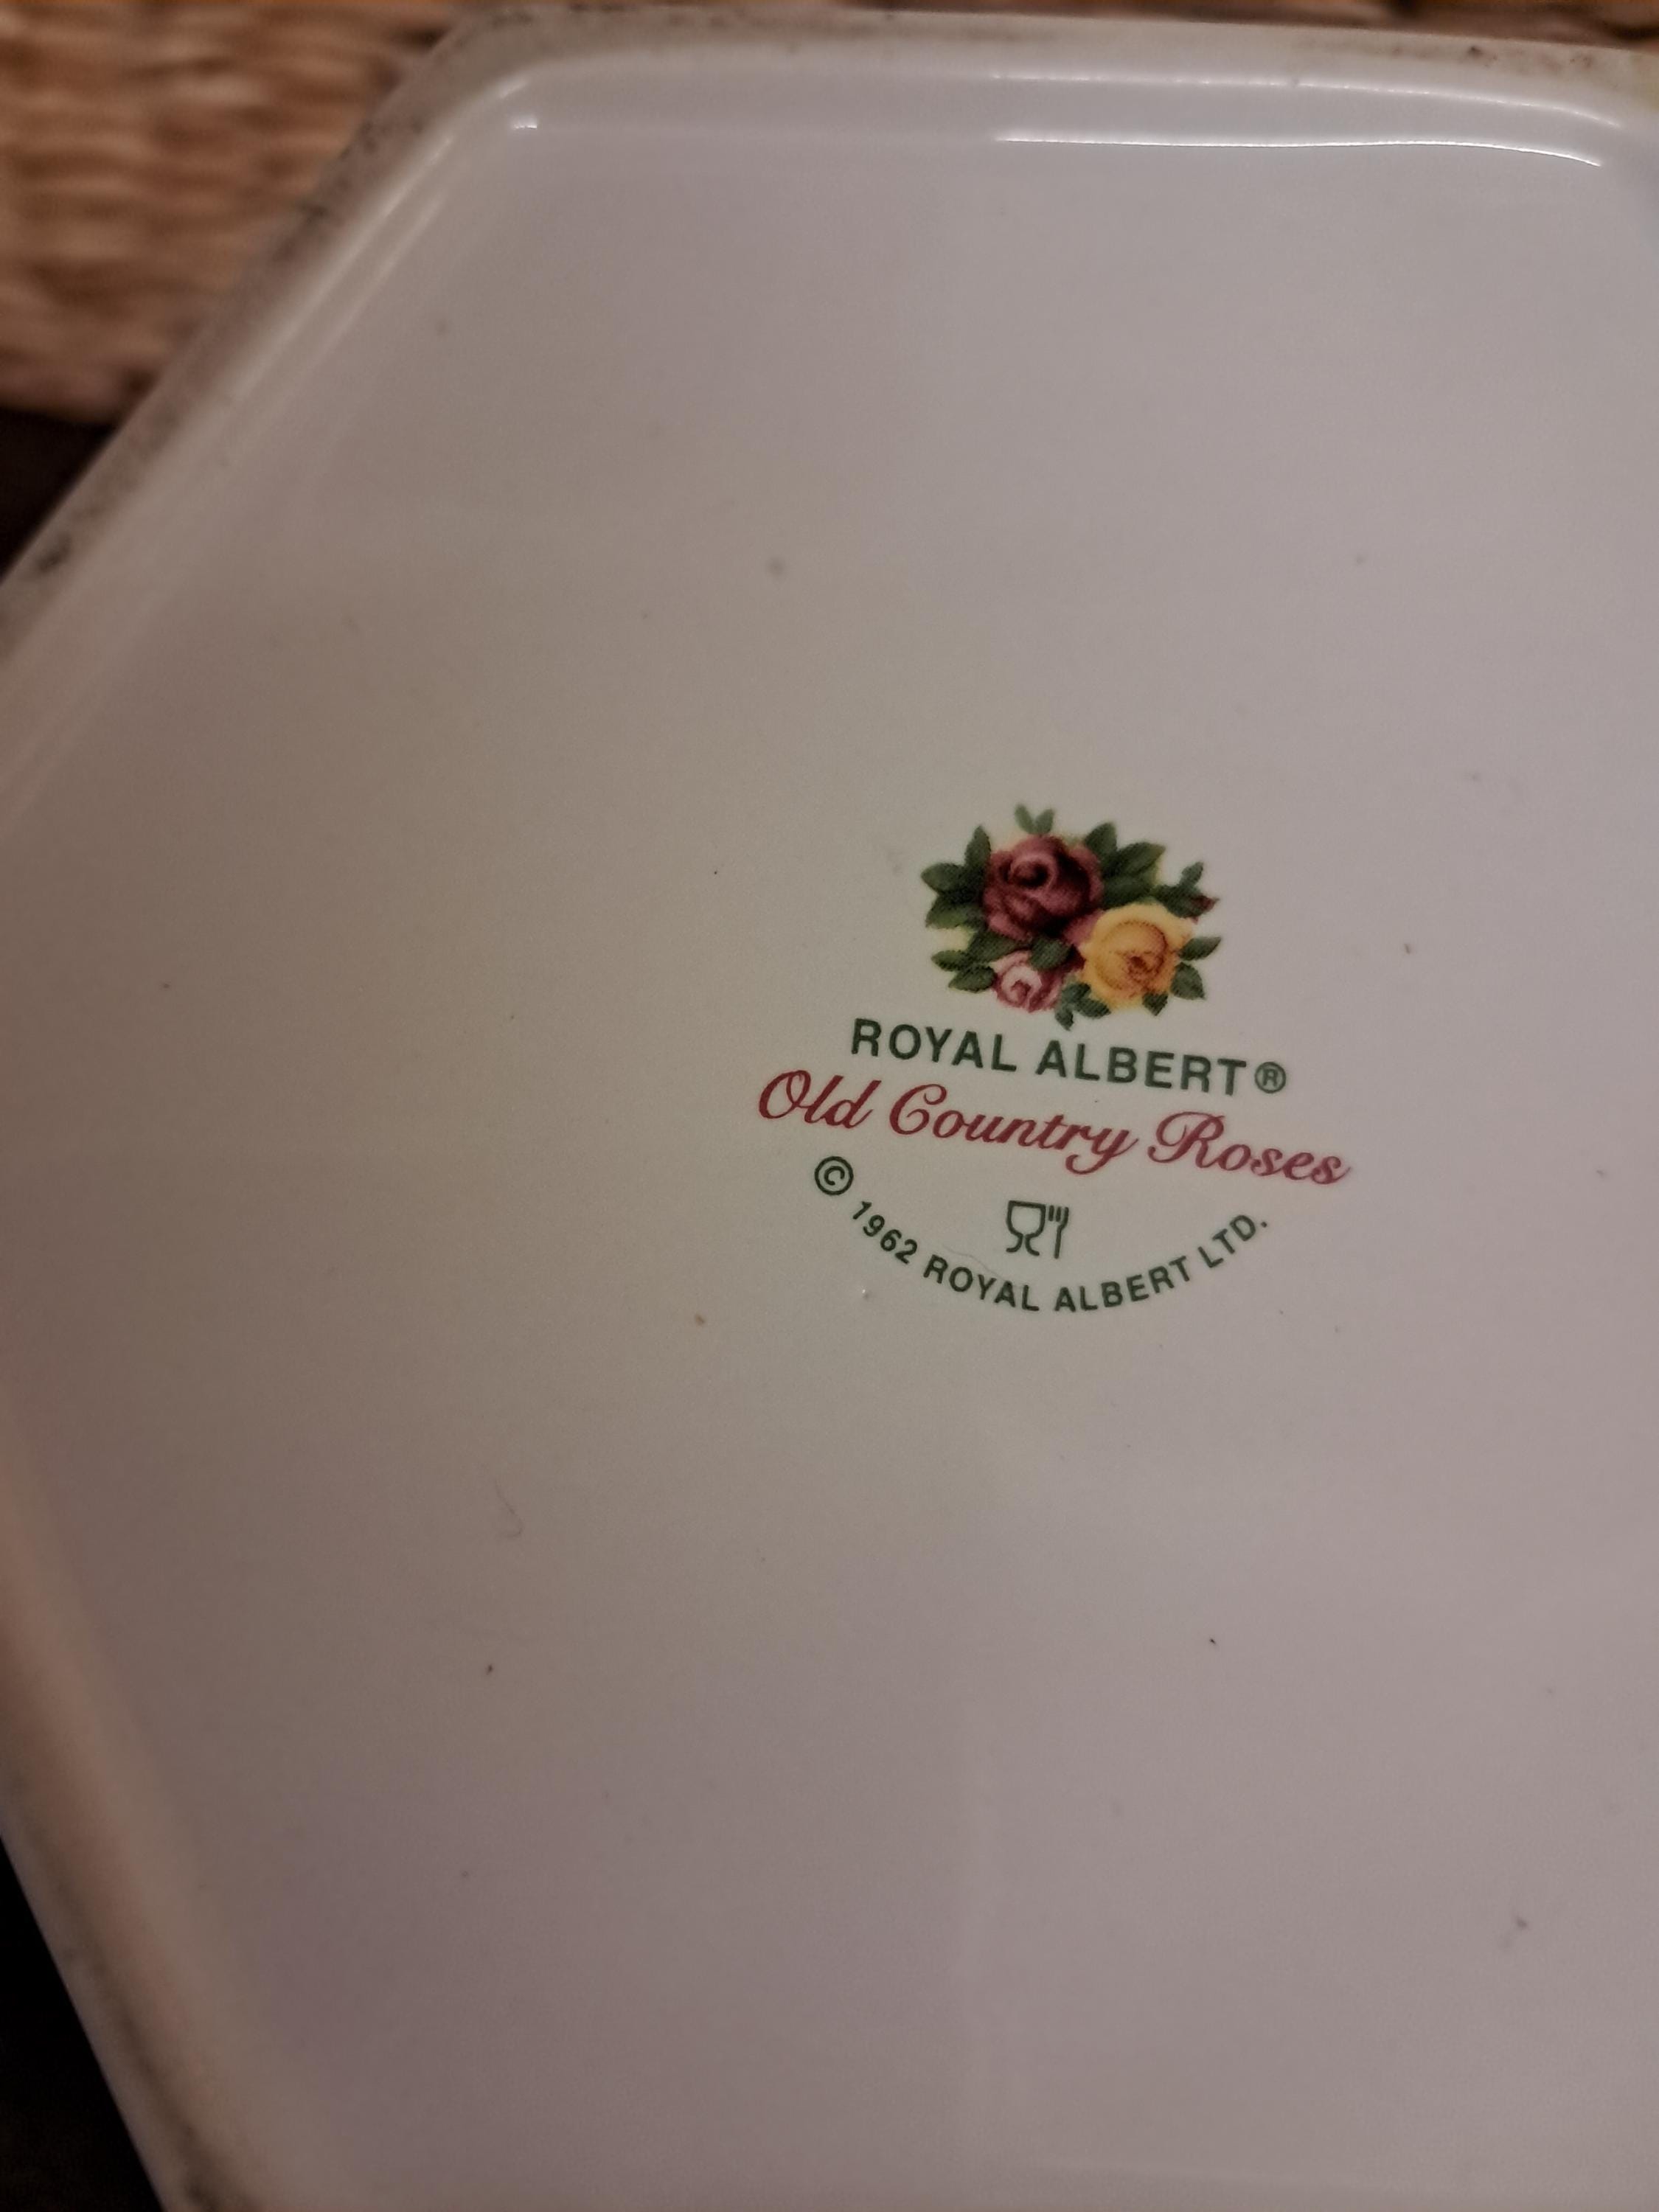 ROYAL ALBERT®
Old Country Roses
© 1962 ROYAL ALBERT LTD.